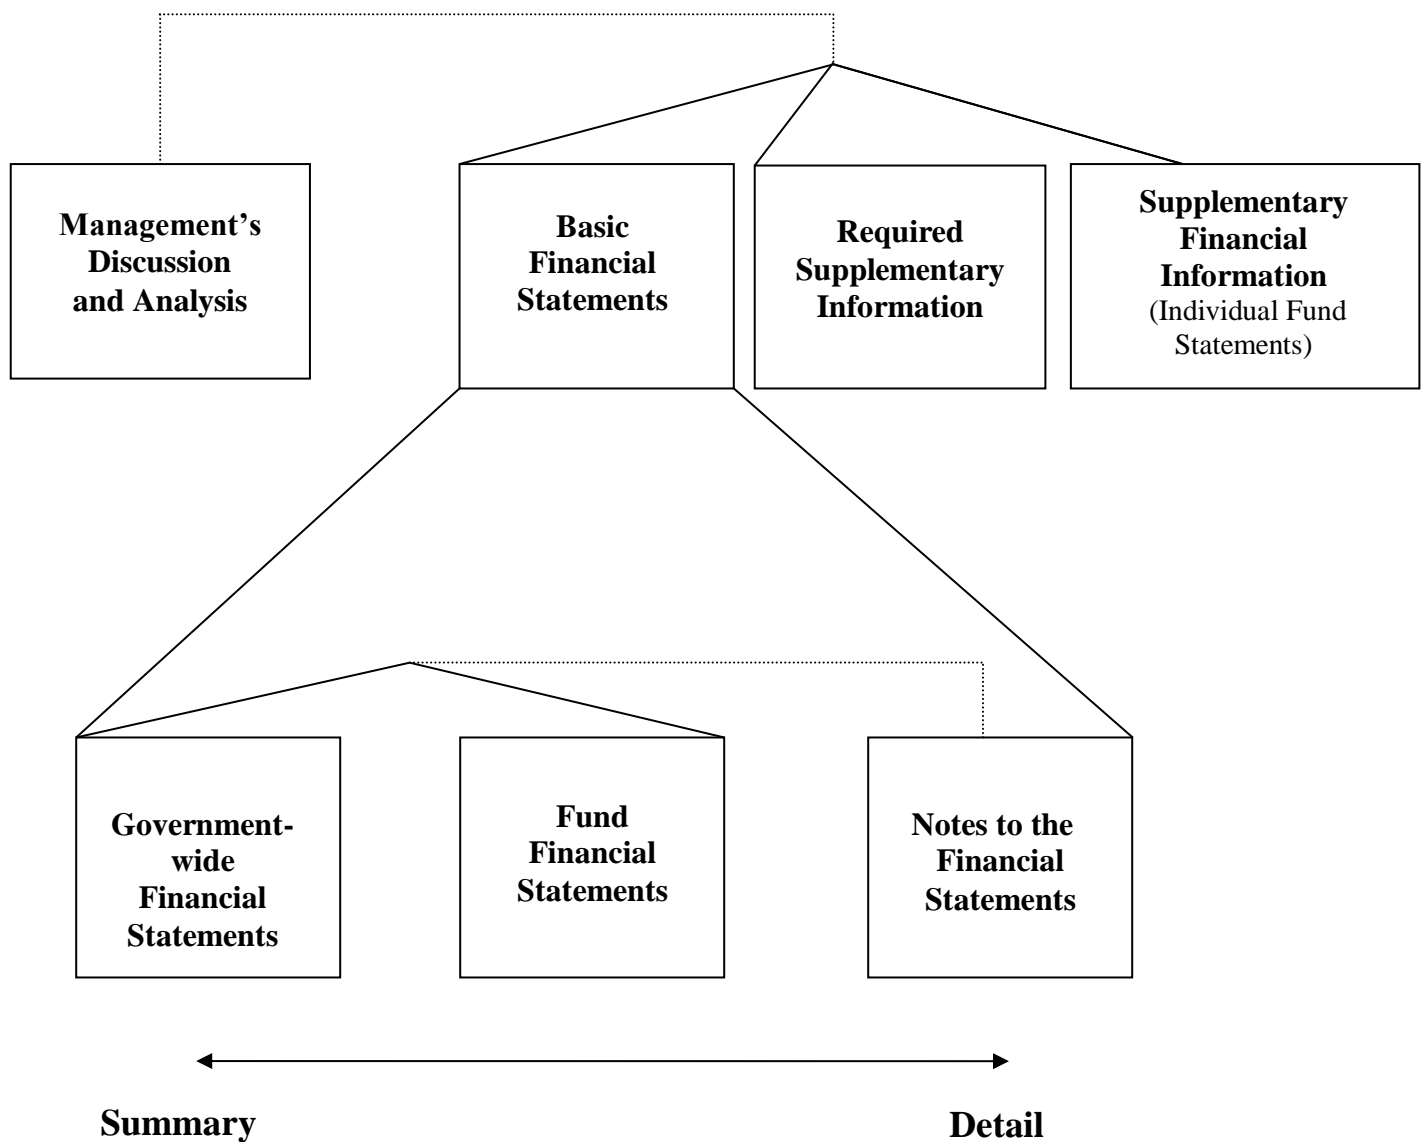 Management’s
Discussion
and Analysis
Basic
Financial
Statements
Required
Supplementary
Information
Supplementary
Financial
Information
(Individual Fund
Statements)
Government-
wide
Financial
Statements
Fund
Financial
Statements
Notes to the
Financial
Statements
Summary
Detail